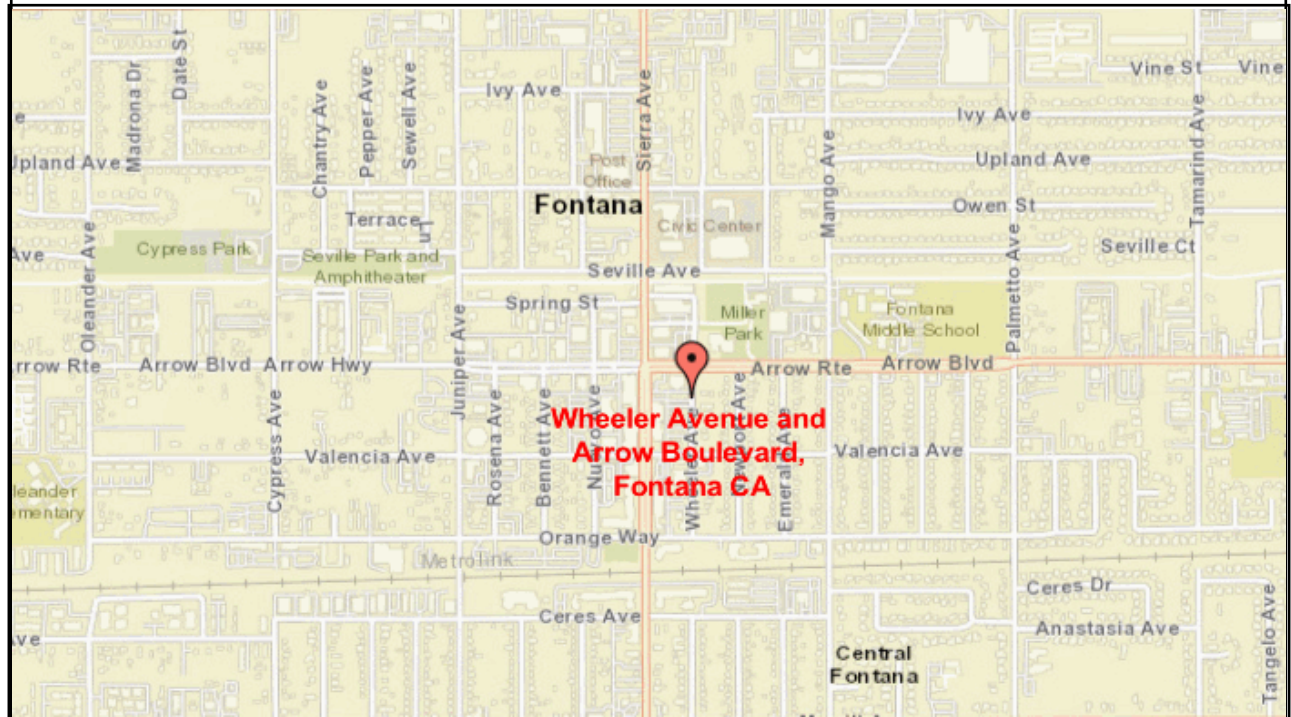 Date St
Madrona Dr
Chantry Ave
Pepper Ave
Sewell Ave
Ivy Ave
Sierra Ave
Vine St
Vine
Ivy Ave
Upland Ave
Post
Office
Mango Ave
Upland Ave
Tamarind Ave
Fontana
Owen St
Terrace
Ln
Civic Center
Oleander Ave
Cypress Park
Seville Park and
Amphitheater
Seville Ave
Seville Ct
Palmetto Ave
Spring St
Miller
Park
Fontana
Middle School
Juniper Ave
Arrow Blvd
Arrow Hwy
Arrow Rte
Arrow Blvd
Wheeler Avenue and
Arrow Boulevard,
Fontana CA
Cypress Ave
Valencia Ave
Rosena Ave
Bennett Ave
Valencia Ave
Orange Way
Metrolink
Ceres Ave
Ceres Dr
Anastasia Ave
Tangelo Ave
Central
Fontana